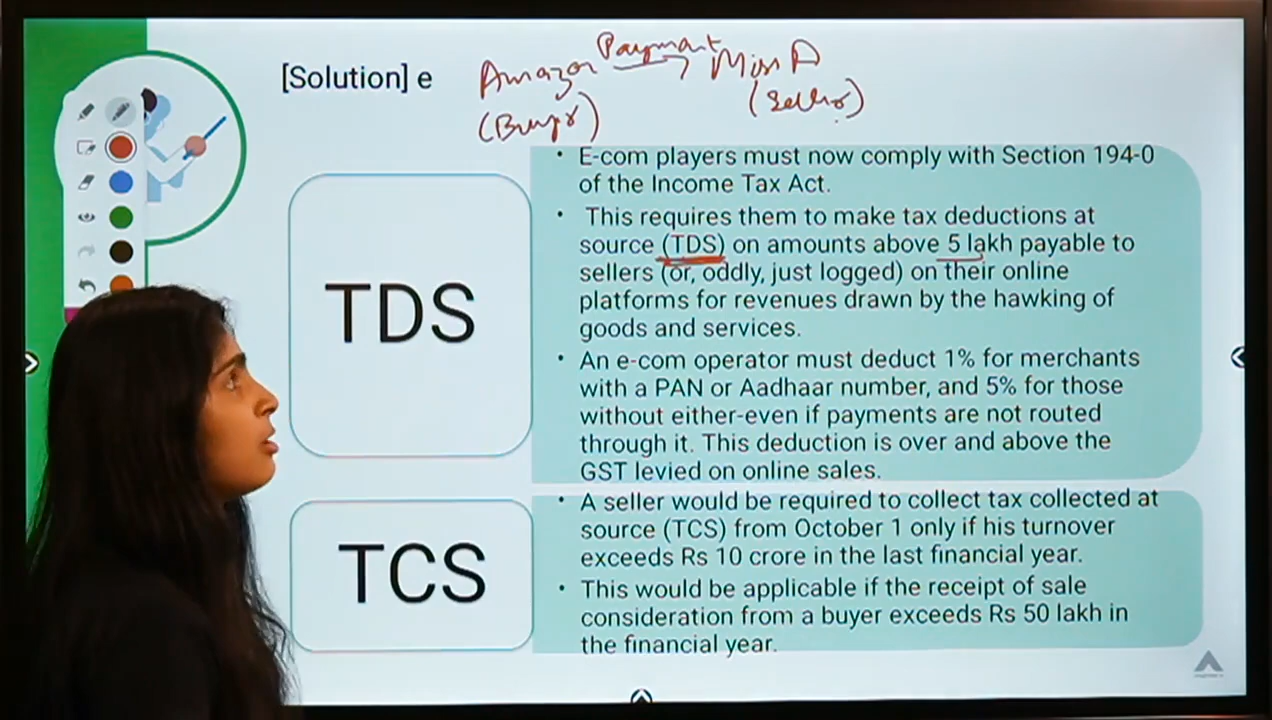 [Solution] e
Amazon Payment Miss A
(Buyer) (Seller)
TDS
• E-com players must now comply with Section 194-0
of the Income Tax Act.
• This requires them to make tax deductions at
source (TDS) on amounts above 5 lakh payable to
sellers (or, oddly, just logged) on their online
platforms for revenues drawn by the hawking of
goods and services.
• An e-com operator must deduct 1% for merchants
with a PAN or Aadhaar number, and 5% for those
without either-even if payments are not routed
through it. This deduction is over and above the
GST levied on online sales.
TCS
• A seller would be required to collect tax collected at
source (TCS) from October 1 only if his turnover
exceeds Rs 10 crore in the last financial year.
• This would be applicable if the receipt of sale
consideration from a buyer exceeds Rs 50 lakh in
the financial year.